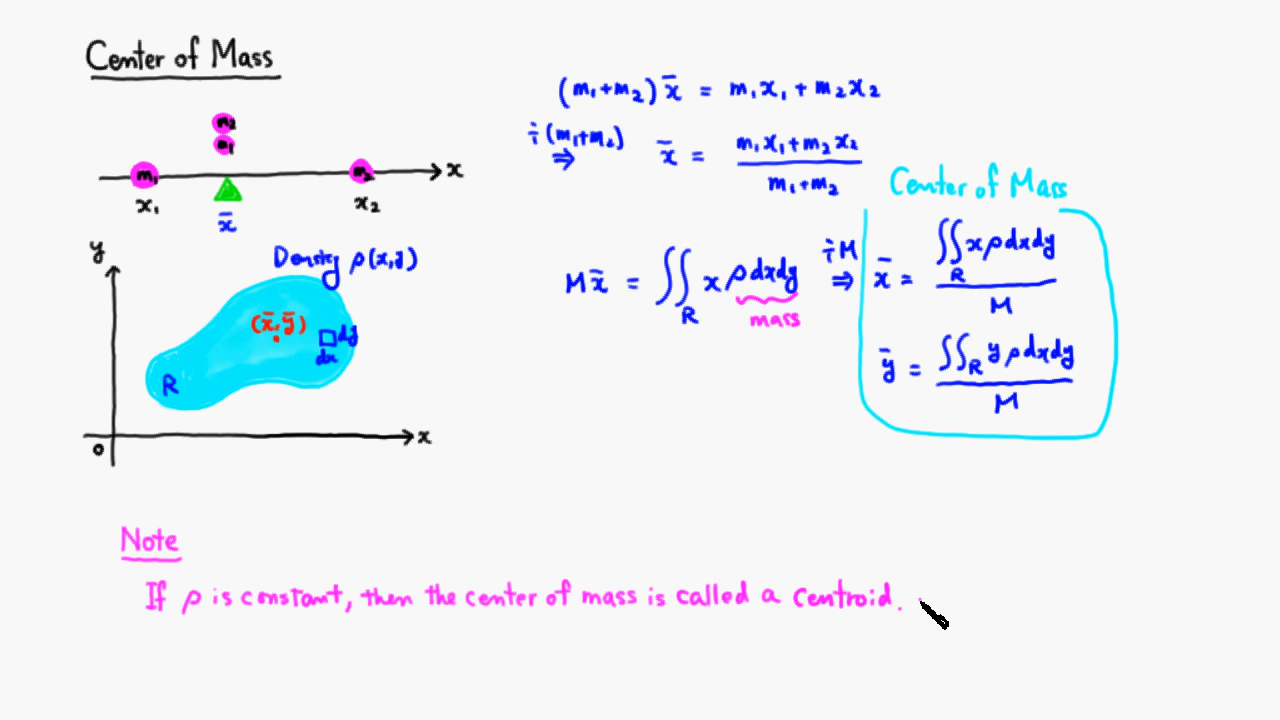 Center of Mass
m2
m1
m1 m2 x
x1 x̄ x2
(m1+m2) x̄ = m1x1 + m2x2
÷(m1+m2)
⇒ x̄ = m1x1+m2x2 / m1+m2
y
Density ρ(x,y)
(x̄,ȳ)
dy
dx
R
0 x
Mx̄ = ∬R x ρdxdy
mass
÷M
⇒
Center of Mass
x̄ = ∬R xρdxdy / M
ȳ = ∬R yρdxdy / M
Note
If ρ is constant, then the center of mass is called a centroid.